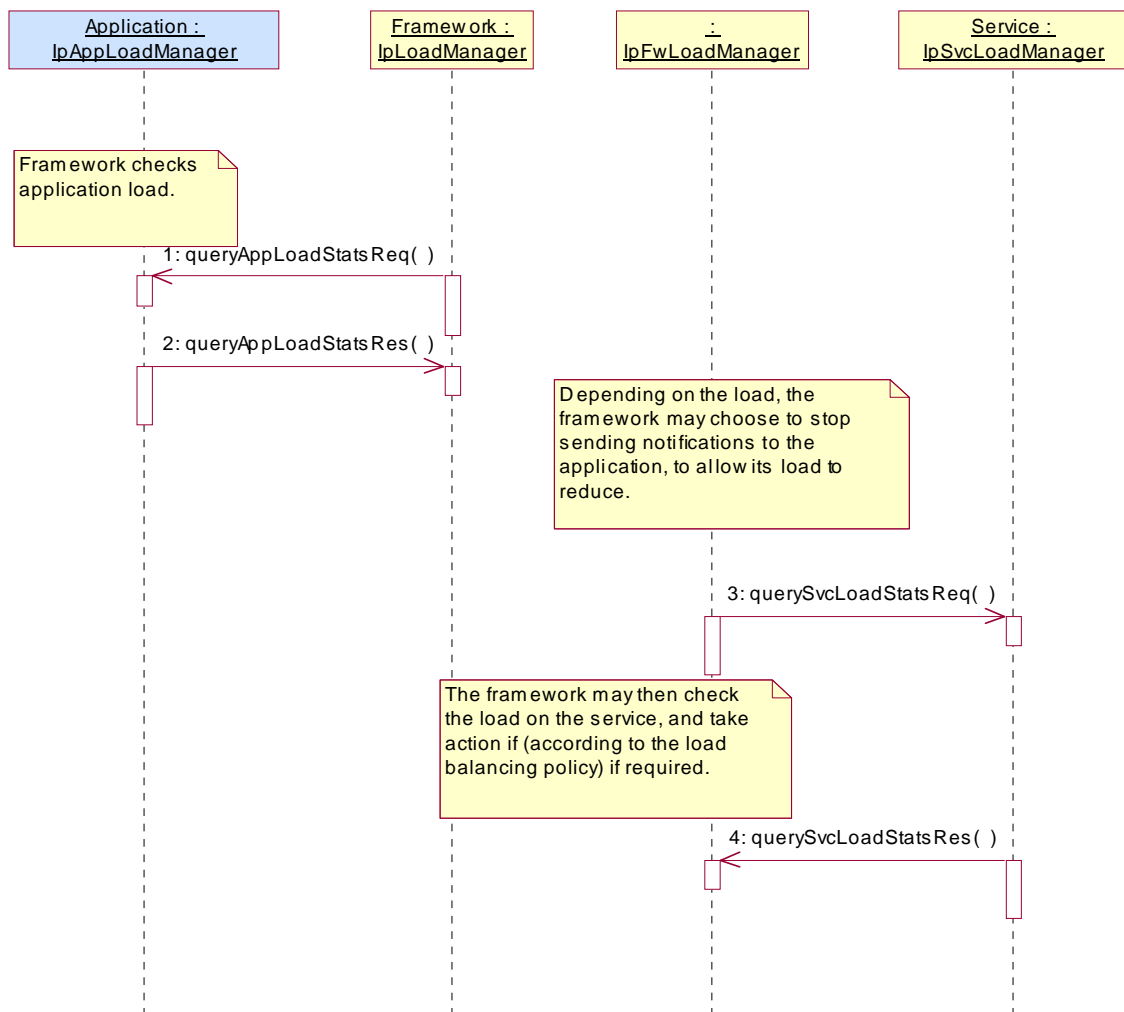 Application :
IpAppLoadManager
Framework :
IpLoadManager
:
IpFwLoadManager
Service :
IpSvcLoadManager
Framework checks
application load.
1: queryAppLoadStatsReq( )
2: queryAppLoadStatsRes( )
Depending on the load, the
framework may choose to stop
sending notifications to the
application, to allow its load to
reduce.
3: querySvcLoadStatsReq( )
The framework may then check
the load on the service, and take
action if (according to the load
balancing policy) if required.
4: querySvcLoadStatsRes( )